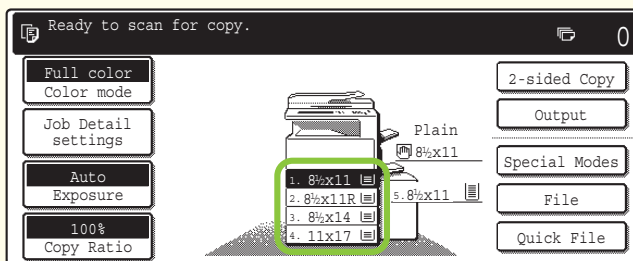 Ready to scan for copy.
0
Full color
Color mode
Job Detail
settings
Auto
Exposure
100%
Copy Ratio
1. 8½x11
2. 8½x11R
3. 8½x14
4. 11x17
Plain
8½x11
5. 8½x11
2-sided Copy
Output
Special Modes
File
Quick File